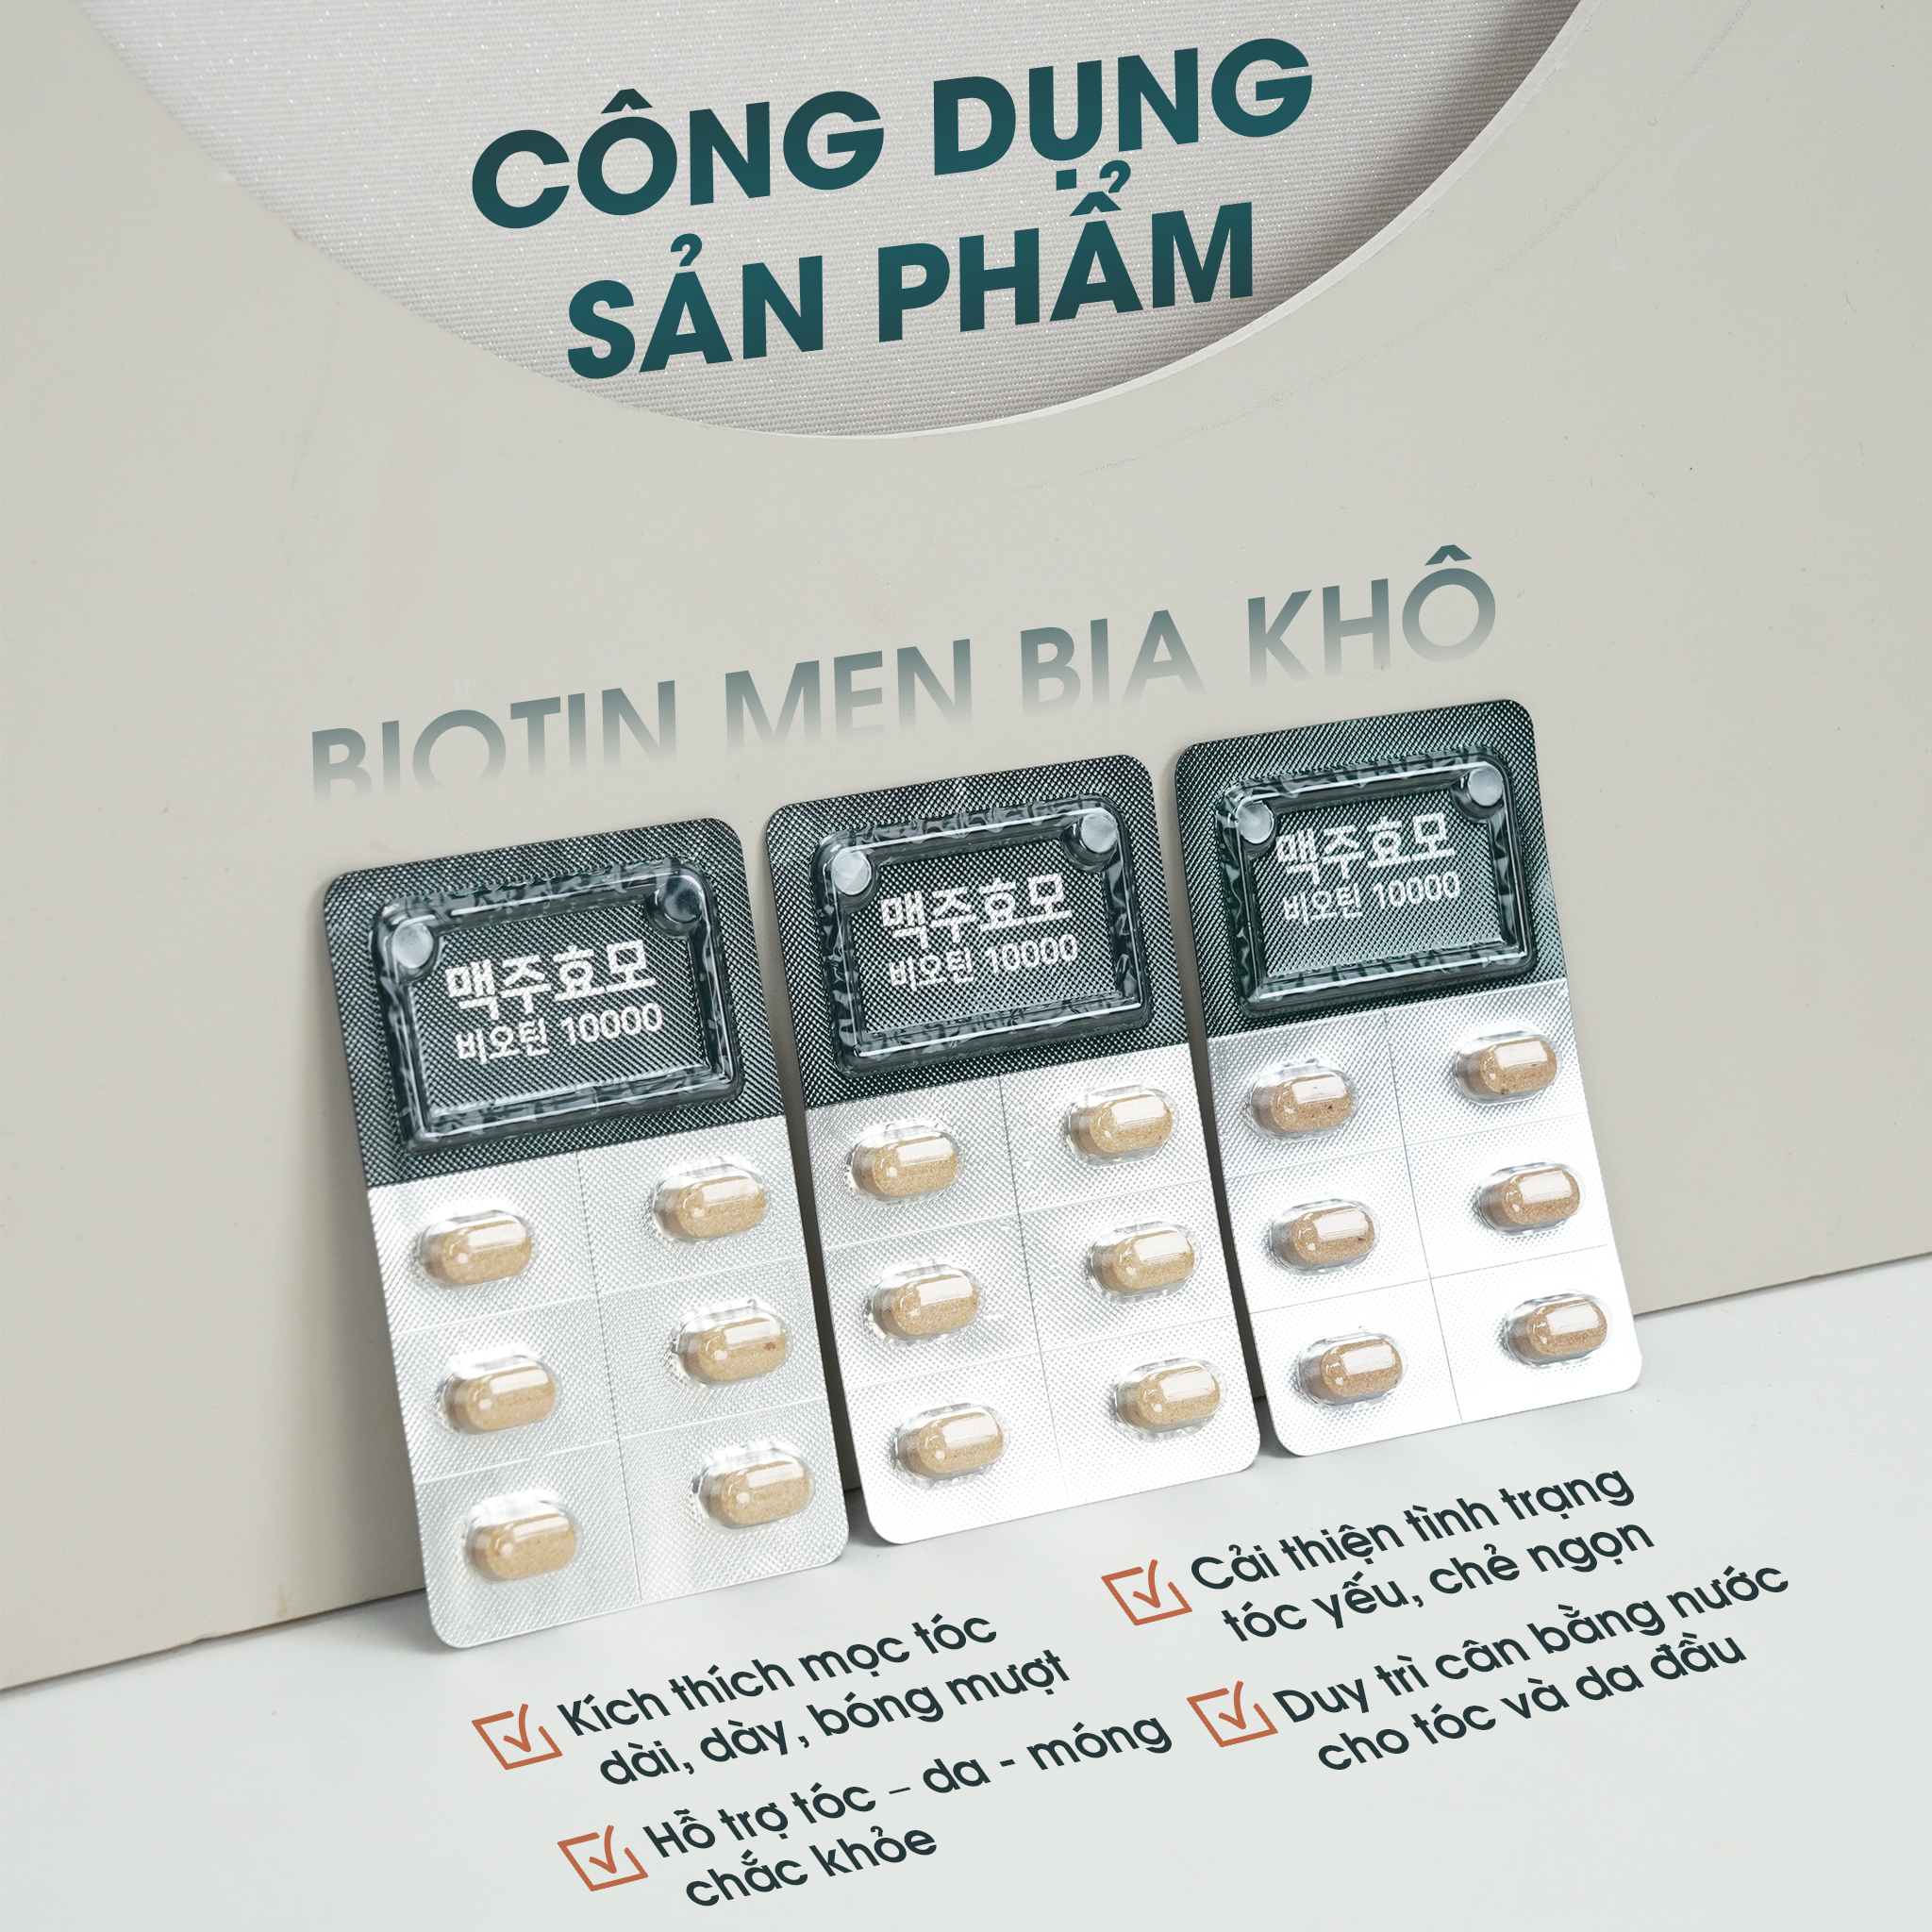 CÔNG DỤNG
SẢN PHẨM
BIOTIN MEN BIA KHÔ
맥주효모
비오틴 10000
맥주효모
비오틴 10000
맥주효모
비오틴 10000
Kích thích mọc tóc
dài, dày, bóng mượt
Hỗ trợ tóc – da - móng
chắc khỏe
Cải thiện tình trạng
tóc yếu, chẻ ngọn
Duy trì cân bằng nước
cho tóc và da đầu